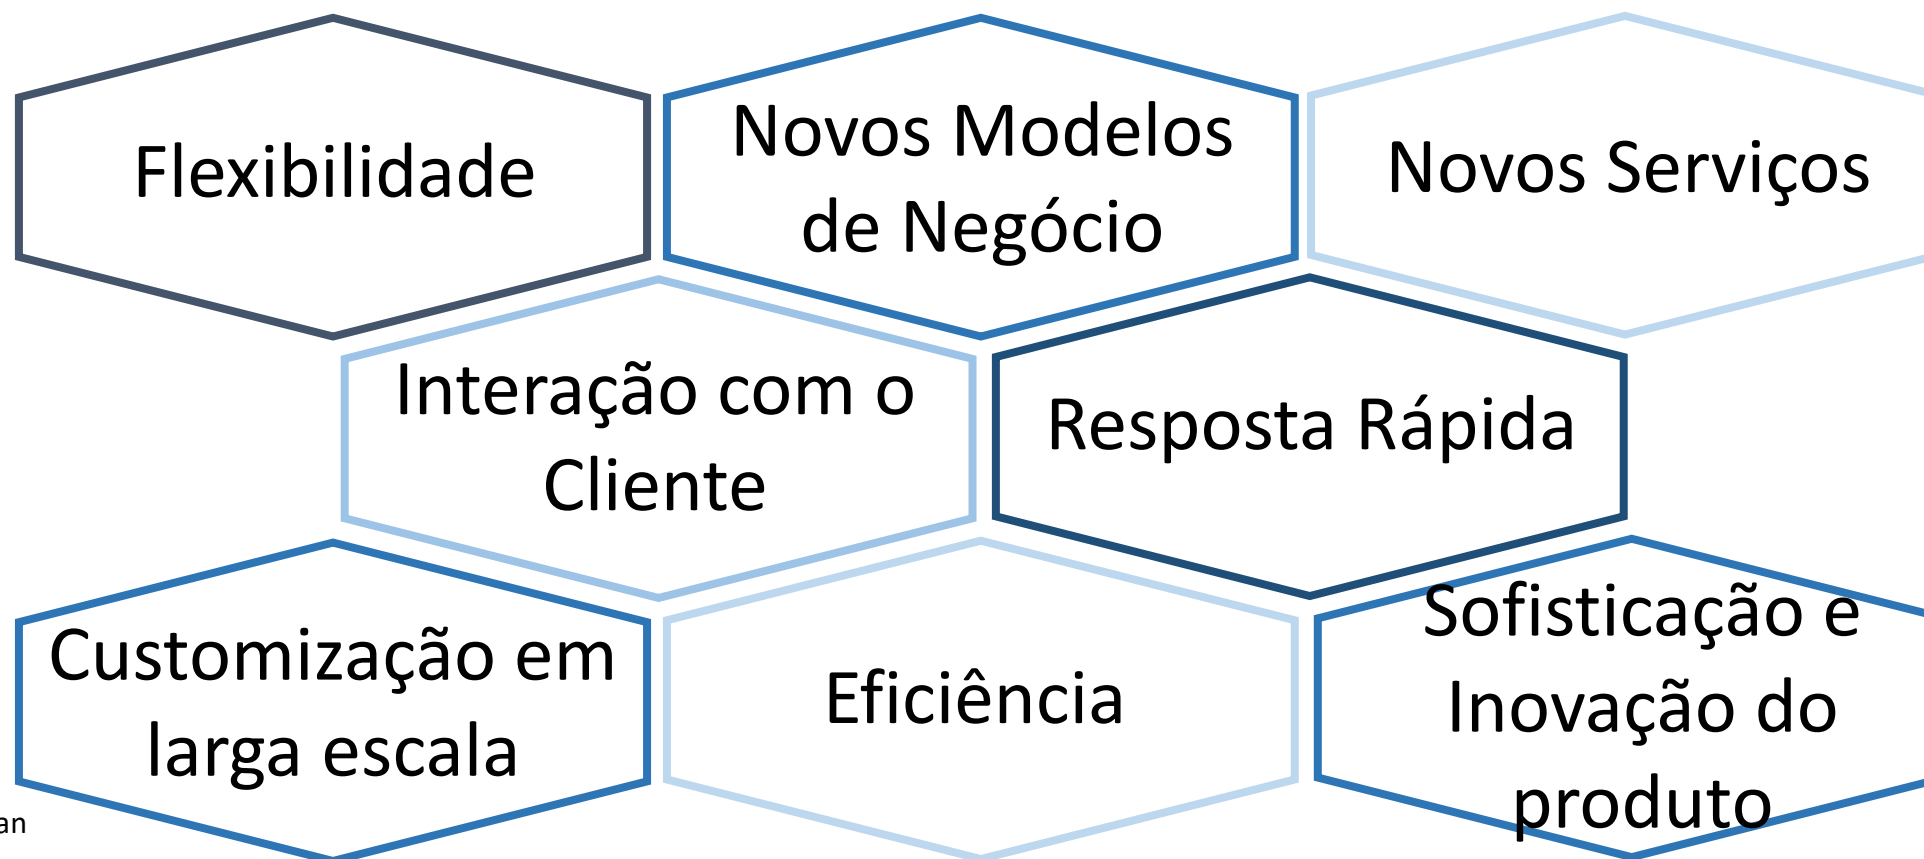 Flexibilidade
Novos Modelos
de Negócio
Novos Serviços
Interação com o
Cliente
Resposta Rápida
Customização em
larga escala
Eficiência
Sofisticação e
Inovação do
produto
an